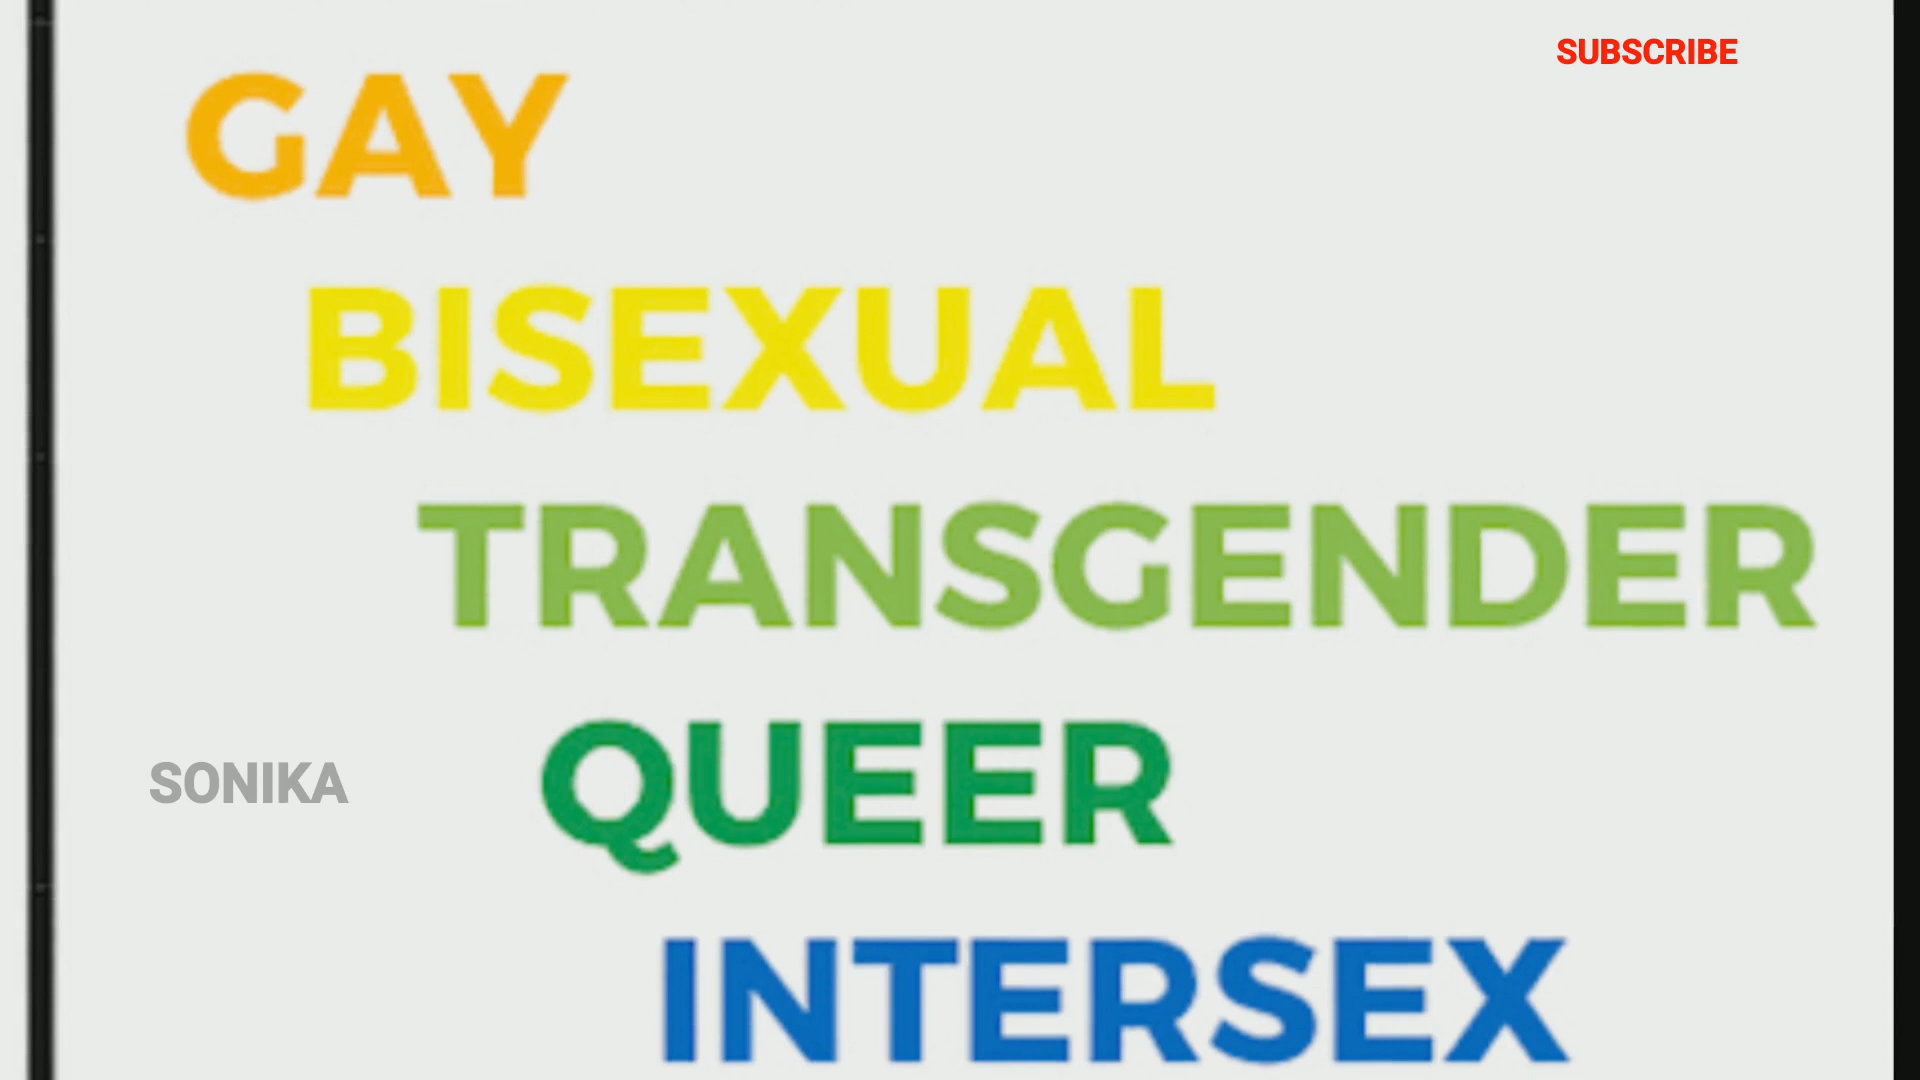 SUBSCRIBE
GAY
BISEXUAL
TRANSGENDER
QUEER
SONIKA
INTERSEX